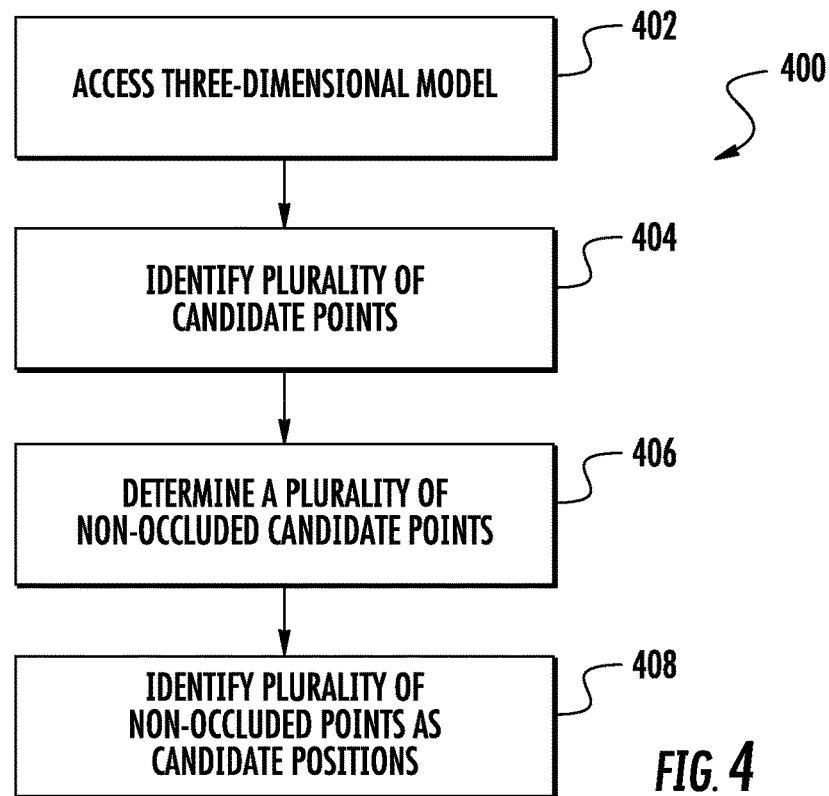 402
ACCESS THREE-DIMENSIONAL MODEL
400
404
IDENTIFY PLURALITY OF
CANDIDATE POINTS
406
DETERMINE A PLURALITY OF
NON-OCCLUDED CANDIDATE POINTS
408
IDENTIFY PLURALITY OF
NON-OCCLUDED POINTS AS
CANDIDATE POSITIONS
FIG. 4